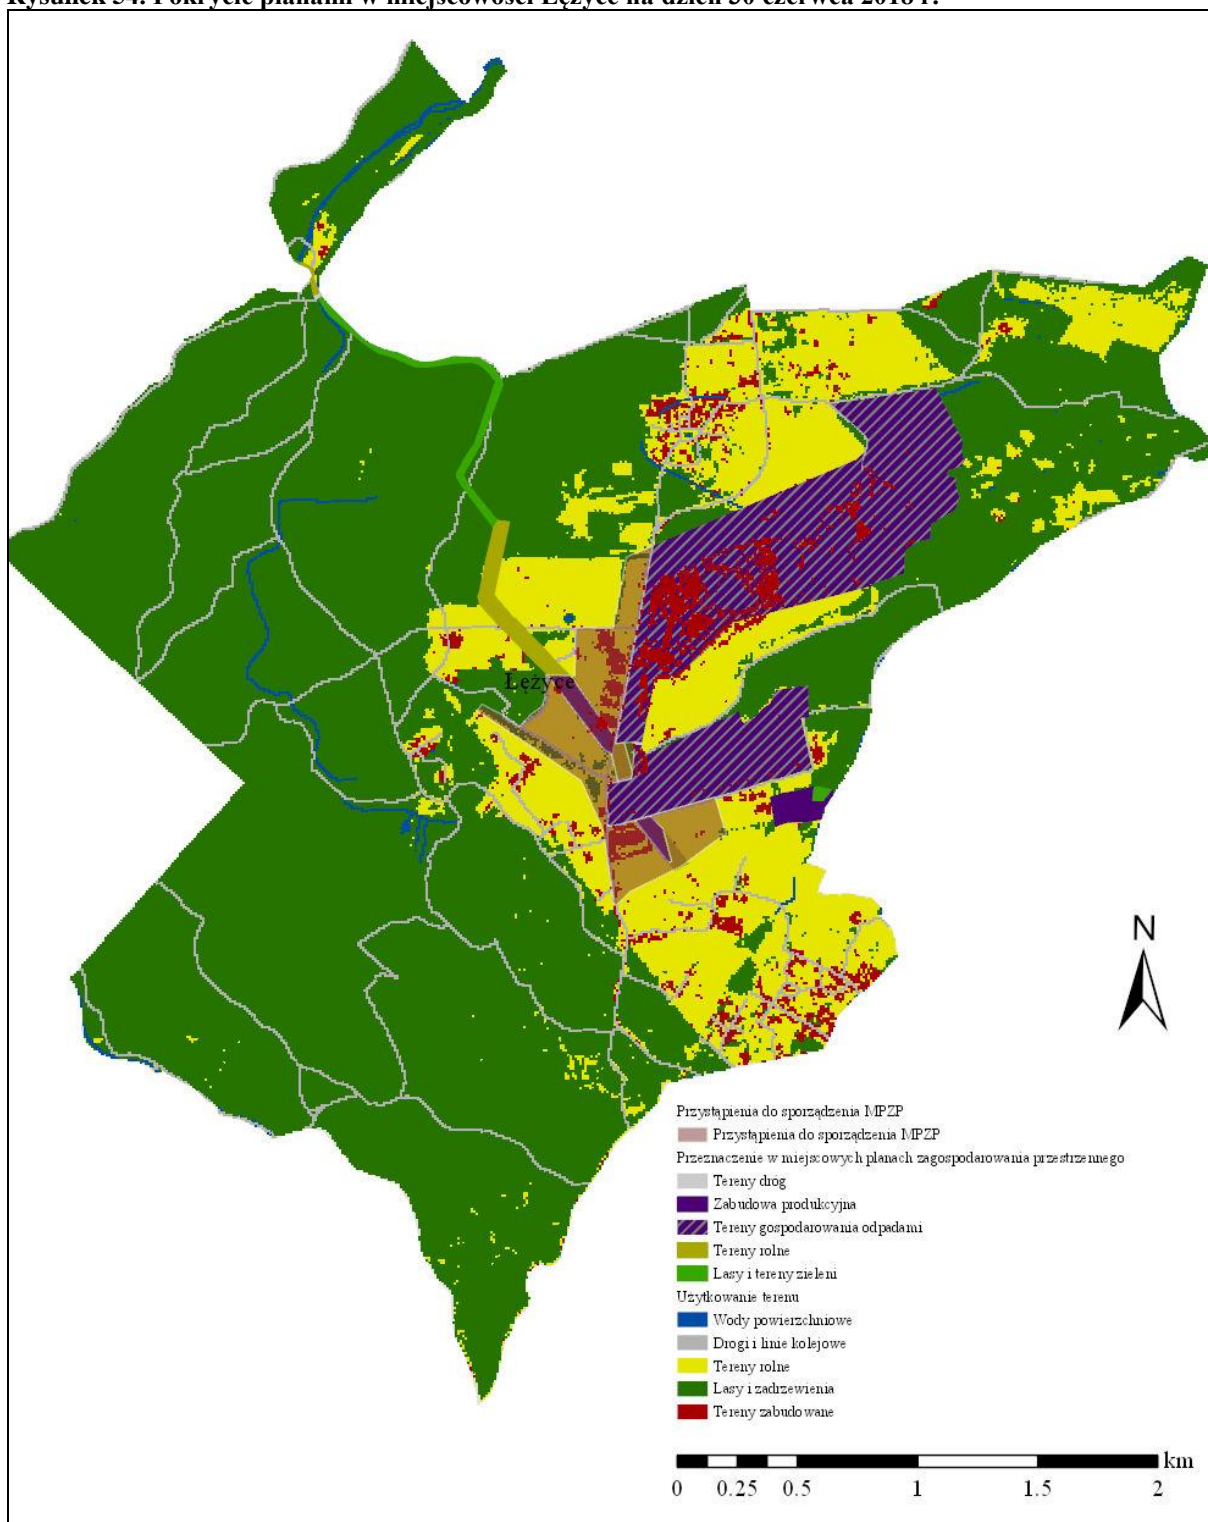 Rysunek 54. Pokrycie planami w miejscowości Łężyce na dzień 30 czerwca 2018 r.
Łężyce
N
Przystąpienia do sporządzenia MPZP
Przystąpienia do sporządzenia MPZP
Przeznaczenie w miejscowych planach zagospodarowania przestrzennego
Tereny dróg
Zabudowa produkcyjna
Tereny gospodarowania odpadami
Tereny rolne
Lasy i tereny zieleni
Użytkowanie terenu
Wody powierzchniowe
Drogi i linie kolejowe
Tereny rolne
Lasy i zadrzewienia
Tereny zabudowane
km
0 0.25 0.5 1 1.5 2